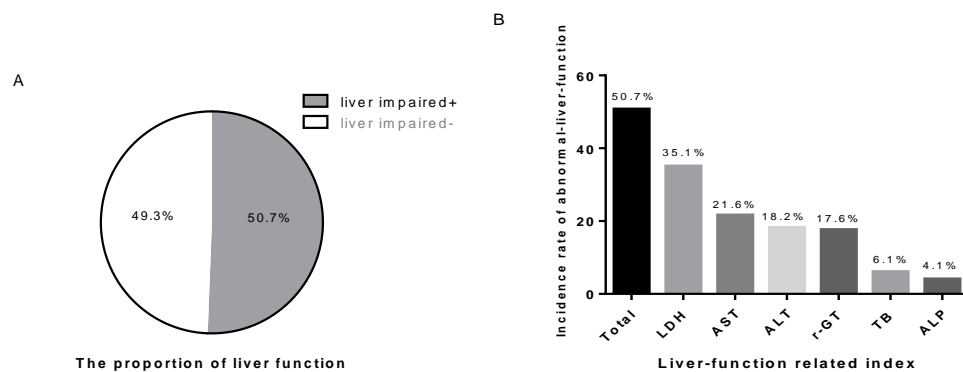 A
liver impaired+
liver impaired-
49.3%
50.7%
The proportion of liver function
B
Incidence rate of abnormal-liver-function
60
40
20
0
50.7%
35.1%
21.6%
18.2%
17.6%
6.1%
4.1%
Total
LDH
AST
ALT
r-GT
TB
ALP
Liver-function related index